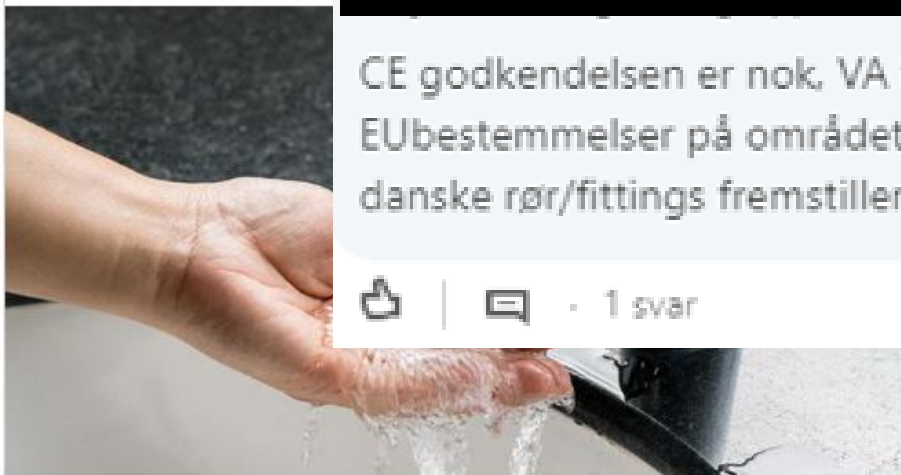 CE godkendelsen er nok, VA
EUbestemmelser på området
danske rør/fittings fremstiller
1 svar